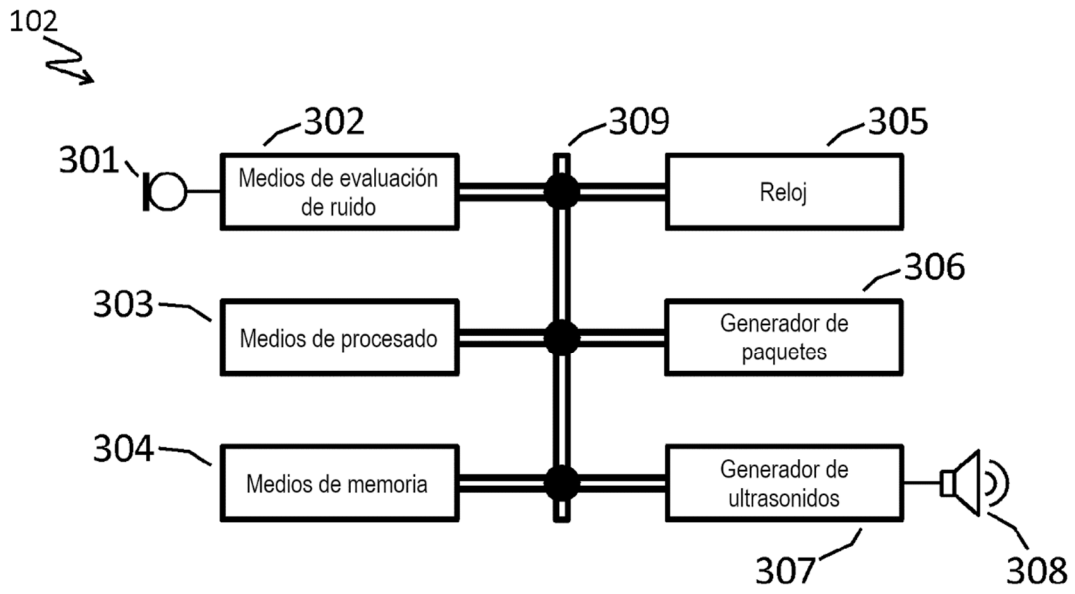 102
302
309
305
301
Medios de evaluación
de ruido
Reloj
303
306
Medios de procesado
Generador de
paquetes
304
Medios de memoria
Generador de
ultrasonidos
307
308